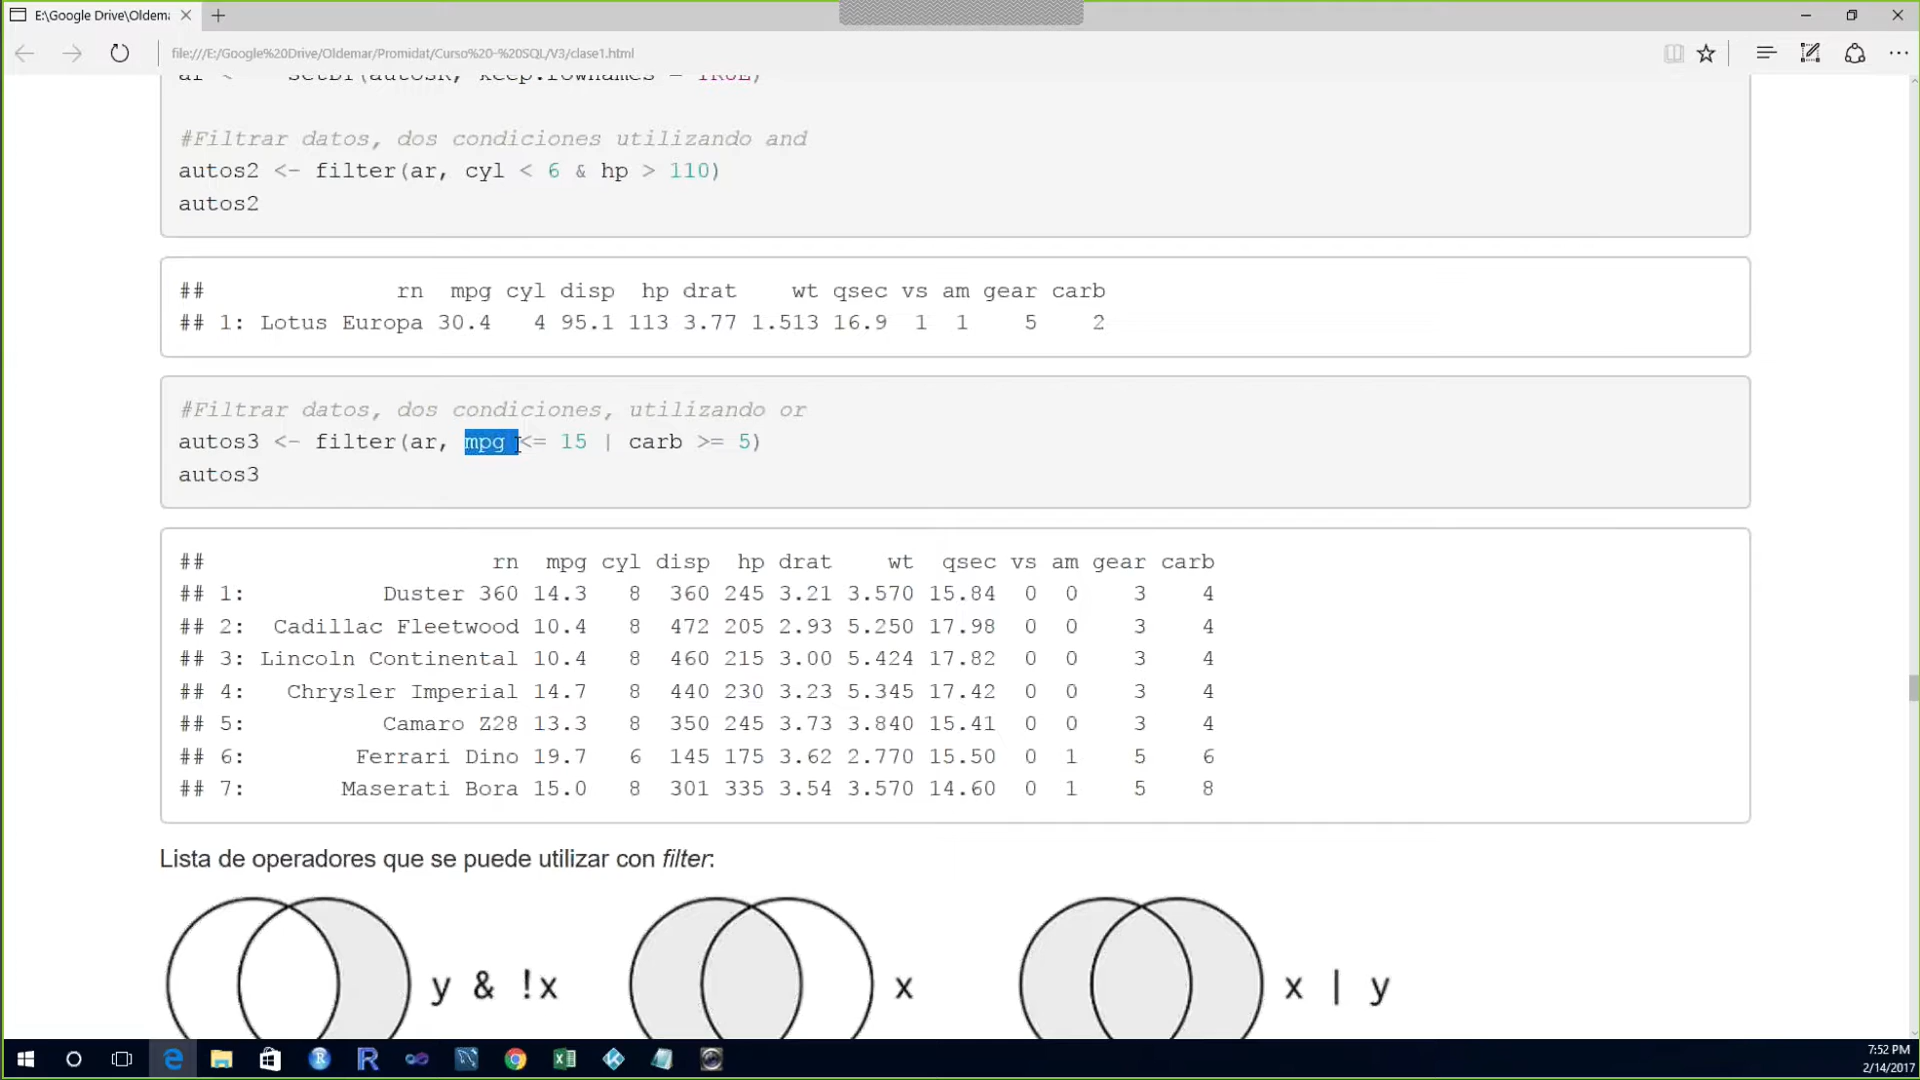 E:\Google Drive\Oldema
file:///E:/Google%20Drive/Oldemar/Promidat/Curso%20-%20SQL/V3/clase1.html
ar <- setDT(autosR, keep.rownames = TRUE)
#Filtrar datos, dos condiciones utilizando and
autos2 <- filter(ar, cyl < 6 & hp > 110)
autos2
## rn mpg cyl disp hp drat wt qsec vs am gear carb
## 1: Lotus Europa 30.4 4 95.1 113 3.77 1.513 16.9 1 1 5 2
#Filtrar datos, dos condiciones, utilizando or
autos3 <- filter(ar, mpg <= 15 | carb >= 5)
autos3
## rn mpg cyl disp hp drat wt qsec vs am gear carb
## 1: Duster 360 14.3 8 360 245 3.21 3.570 15.84 0 0 3 4
## 2: Cadillac Fleetwood 10.4 8 472 205 2.93 5.250 17.98 0 0 3 4
## 3: Lincoln Continental 10.4 8 460 215 3.00 5.424 17.82 0 0 3 4
## 4: Chrysler Imperial 14.7 8 440 230 3.23 5.345 17.42 0 0 3 4
## 5: Camaro Z28 13.3 8 350 245 3.73 3.840 15.41 0 0 3 4
## 6: Ferrari Dino 19.7 6 145 175 3.62 2.770 15.50 0 1 5 6
## 7: Maserati Bora 15.0 8 301 335 3.54 3.570 14.60 0 1 5 8
Lista de operadores que se puede utilizar con filter:
y & !x x x | y
7:52 PM
2/14/2017